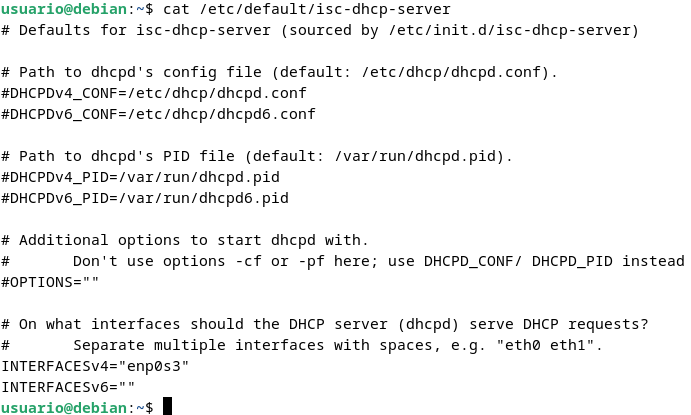 usuario@debian:~$ cat /etc/default/isc-dhcp-server
# Defaults for isc-dhcp-server (sourced by /etc/init.d/isc-dhcp-server)

# Path to dhcpd's config file (default: /etc/dhcp/dhcpd.conf).
#DHCPDv4_CONF=/etc/dhcp/dhcpd.conf
#DHCPDv6_CONF=/etc/dhcp/dhcpd6.conf

# Path to dhcpd's PID file (default: /var/run/dhcpd.pid).
#DHCPDv4_PID=/var/run/dhcpd.pid
#DHCPDv6_PID=/var/run/dhcpd6.pid

# Additional options to start dhcpd with.
#       Don't use options -cf or -pf here; use DHCPD_CONF/ DHCPD_PID instead
#OPTIONS=""

# On what interfaces should the DHCP server (dhcpd) serve DHCP requests?
#       Separate multiple interfaces with spaces, e.g. "eth0 eth1".
INTERFACESv4="enp0s3"
INTERFACESv6=""
usuario@debian:~$